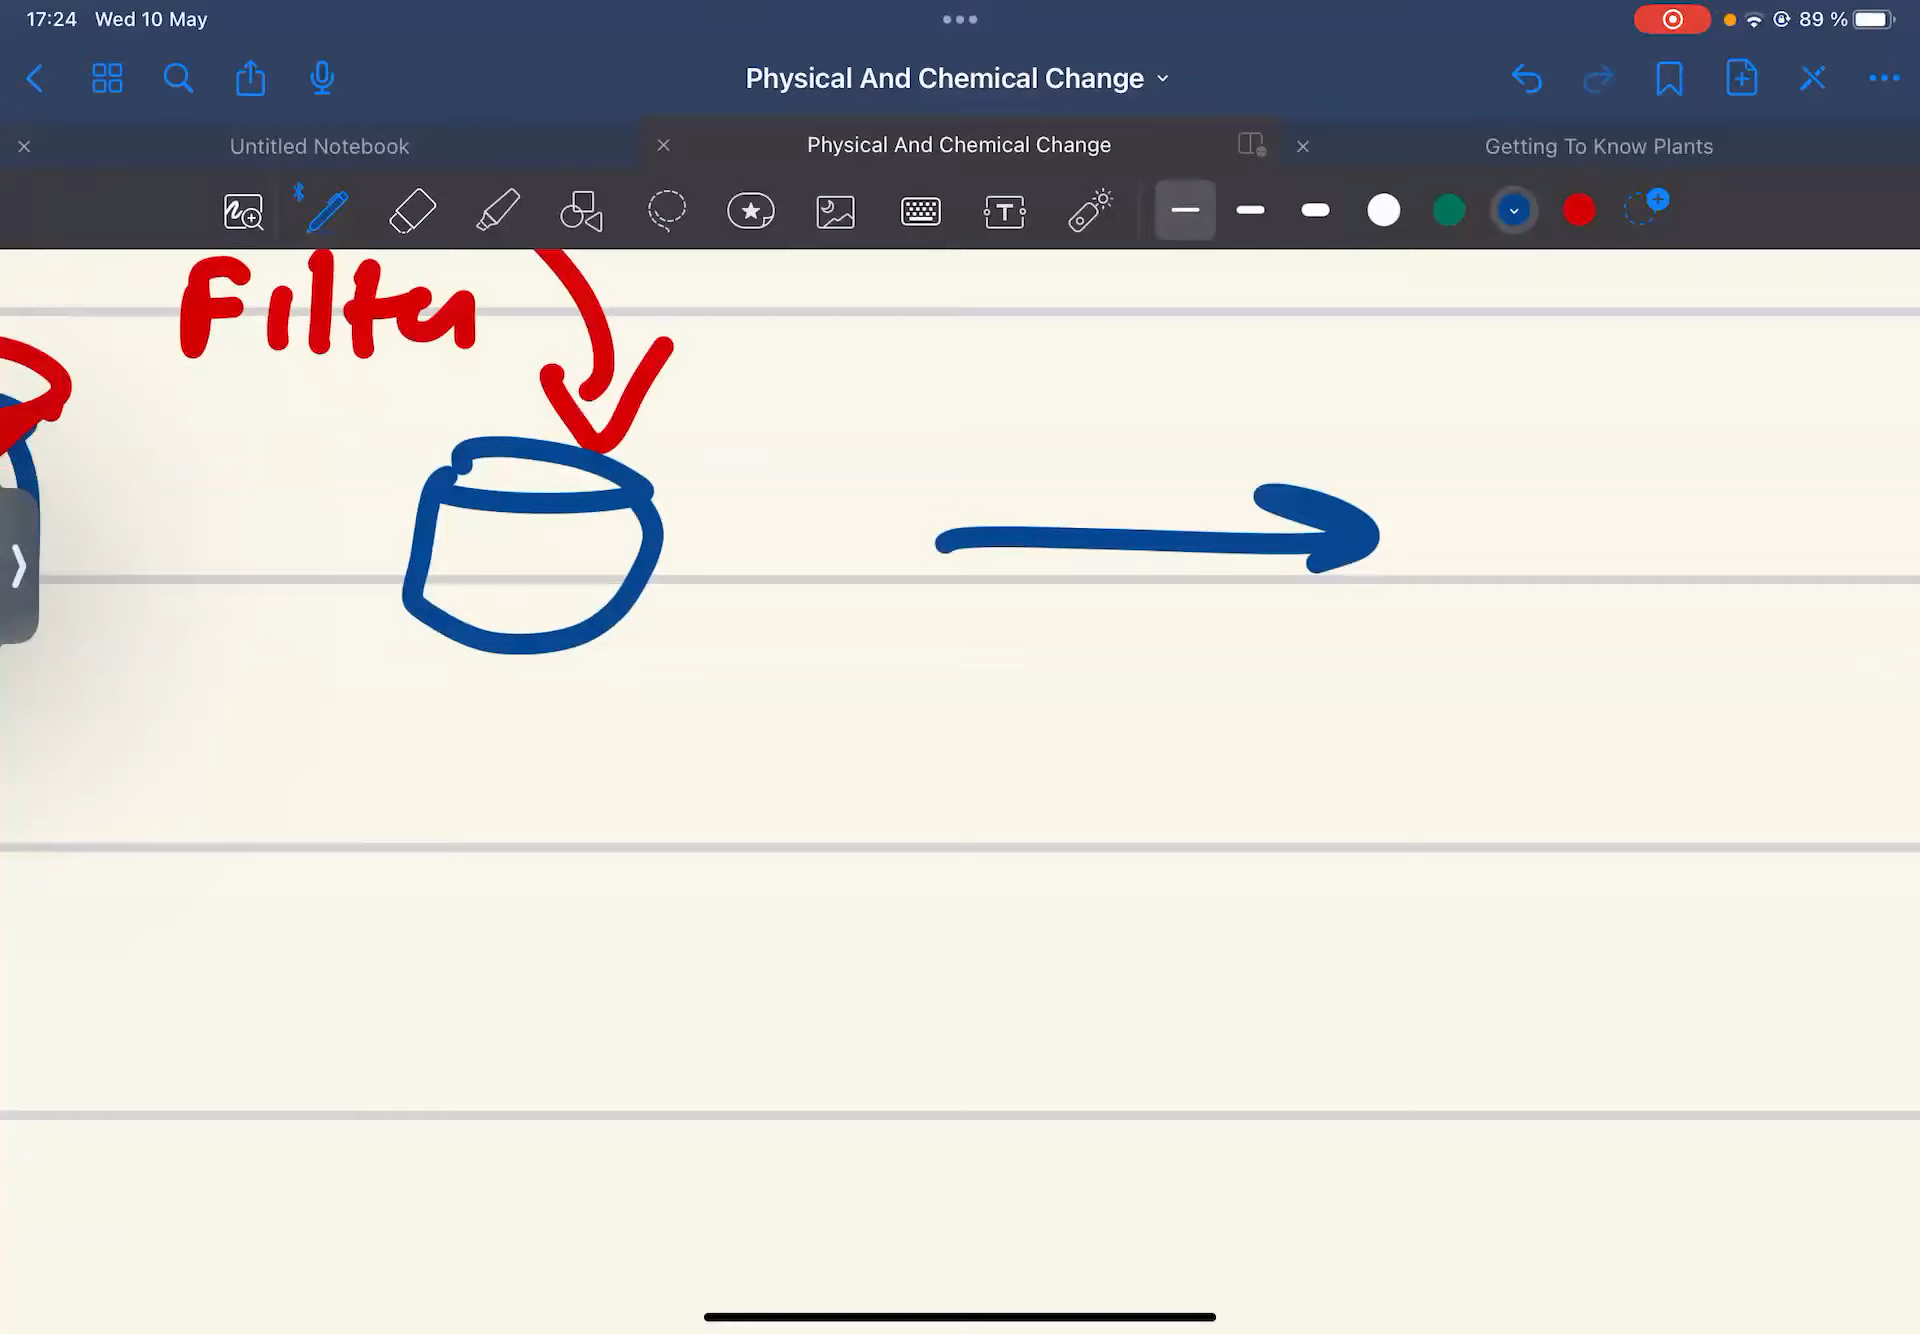 17:24 Wed 10 May
89 %
Physical And Chemical Change
Untitled Notebook
Physical And Chemical Change
Getting To Know Plants
T
Filter